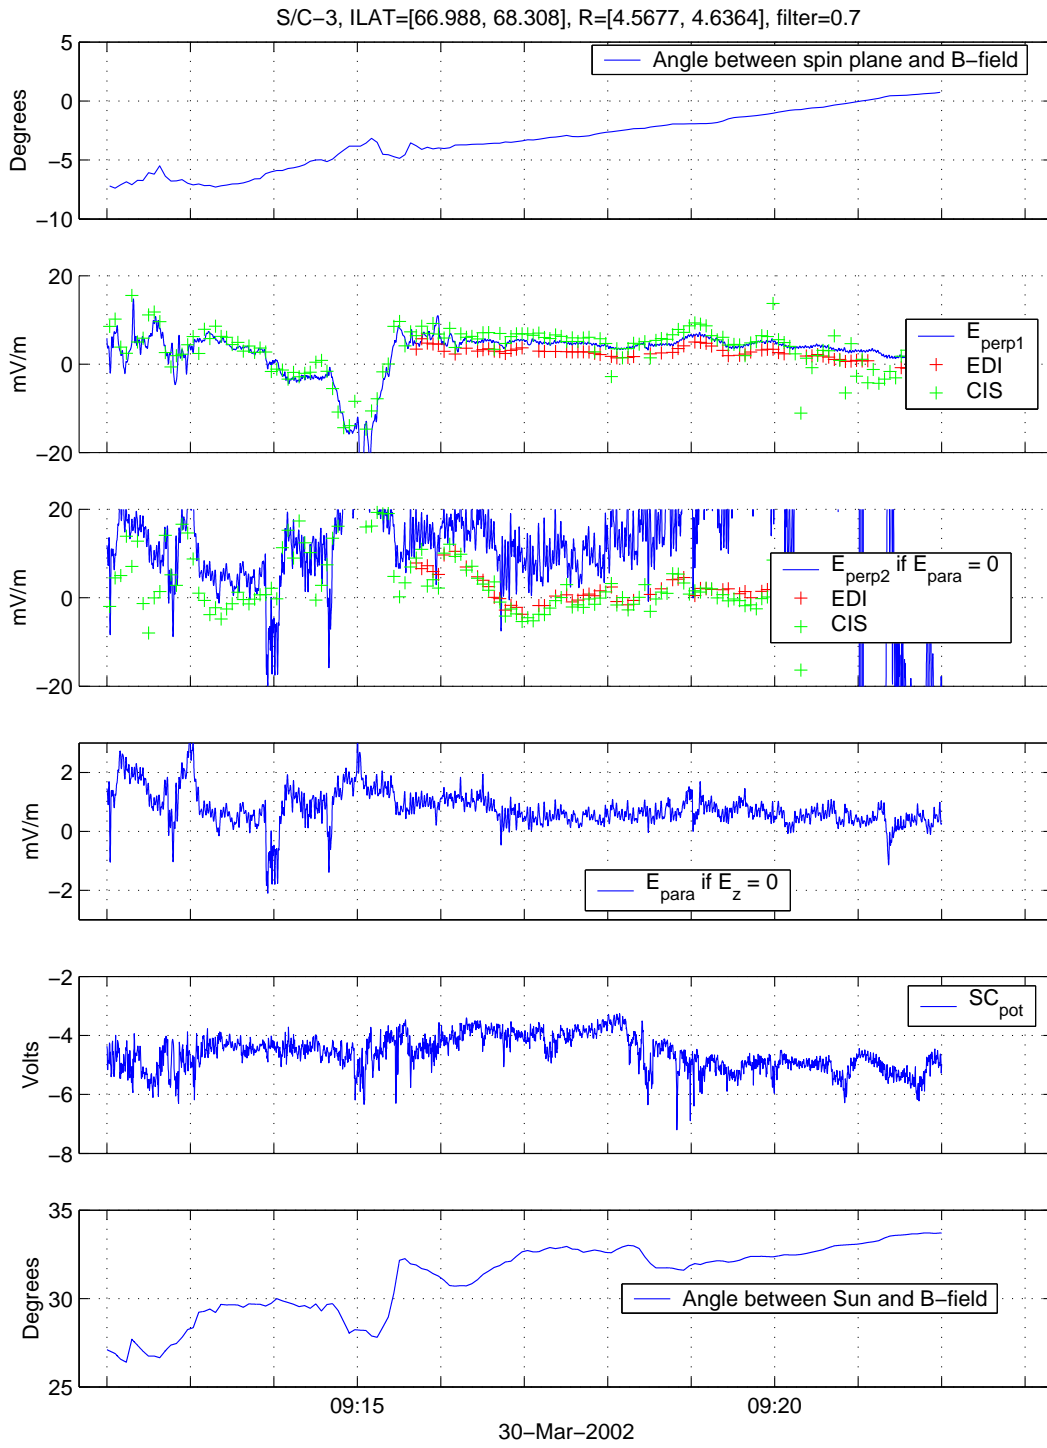 S/C−3, ILAT=[66.988, 68.308], R=[4.5677, 4.6364], filter=0.7
5
0
−5
−10
Degrees
Angle between spin plane and B−field
20
0
−20
mV/m
E_perp1
EDI
CIS
20
0
−20
mV/m
E_perp2 if E_para = 0
EDI
CIS
2
0
−2
mV/m
E_para if E_z = 0
−2
−4
−6
−8
Volts
SC_pot
35
30
25
Degrees
Angle between Sun and B−field
09:15
09:20
30−Mar−2002